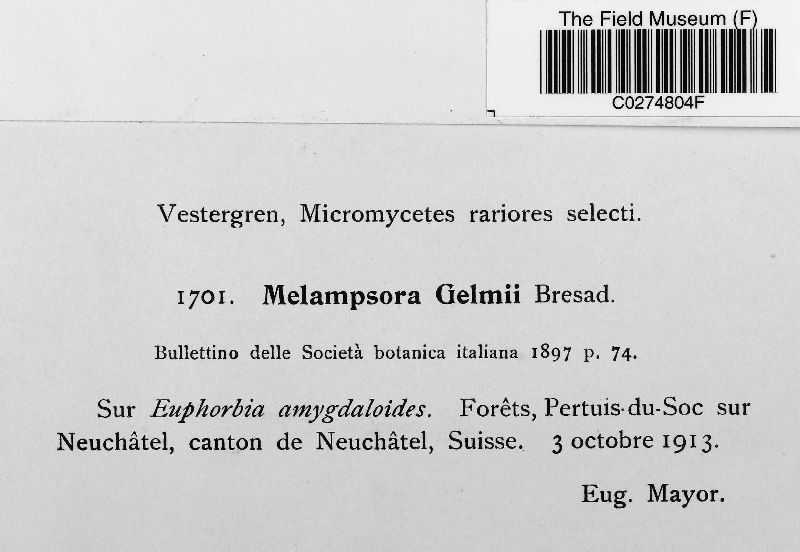 The Field Museum (F)
C0274804F
Vestergren, Micromycetes rariores selecti.
1701. Melampsora Gelmii Bresad.
Bullettino delle Società botanica italiana 1897 p. 74.
Sur Euphorbia amygdaloides. Forêts, Pertuis-du-Soc sur
Neuchâtel, canton de Neuchâtel, Suisse. 3 octobre 1913.
Eug. Mayor.